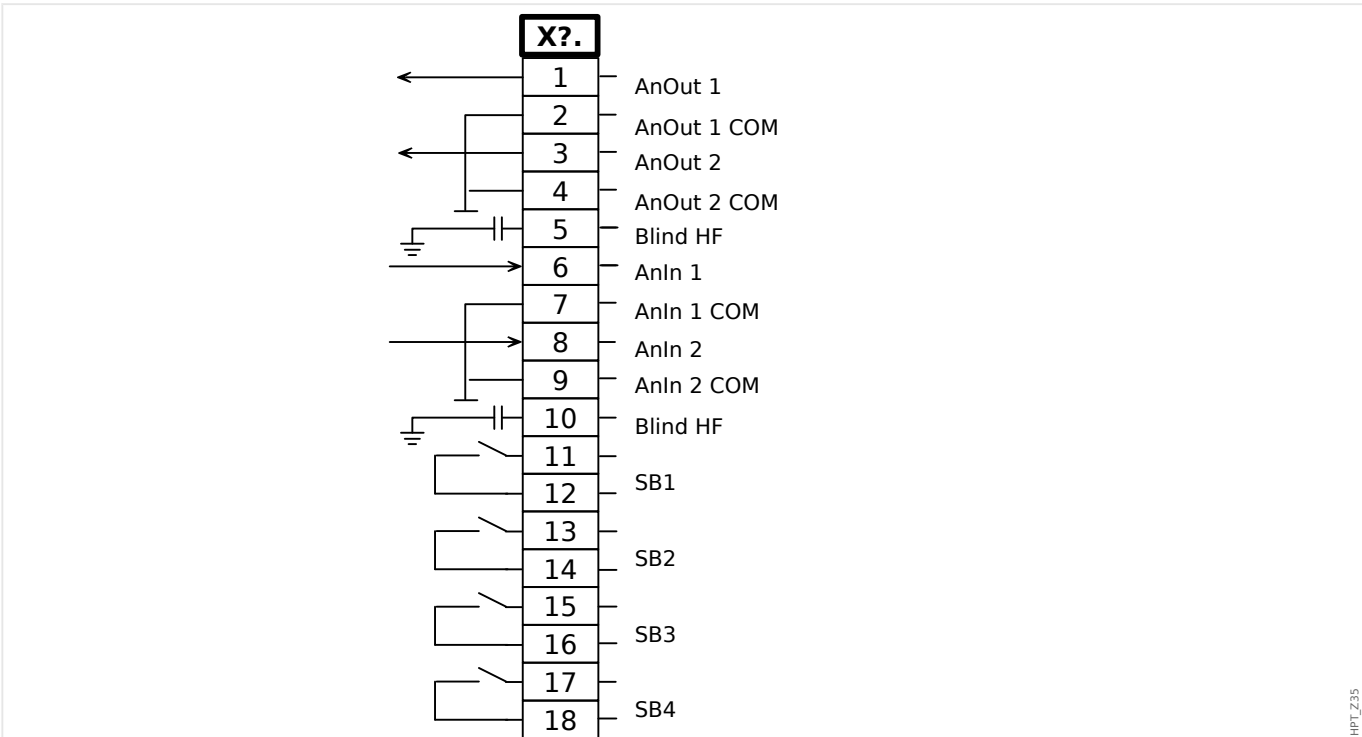 X?.
1 AnOut 1
2 AnOut 1 COM
3 AnOut 2
4 AnOut 2 COM
5 Blind HF
6 AnIn 1
7 AnIn 1 COM
8 AnIn 2
9 AnIn 2 COM
10 Blind HF
11
SB1
12
13
SB2
14
15
SB3
16
17
SB4
18
HPT_Z35